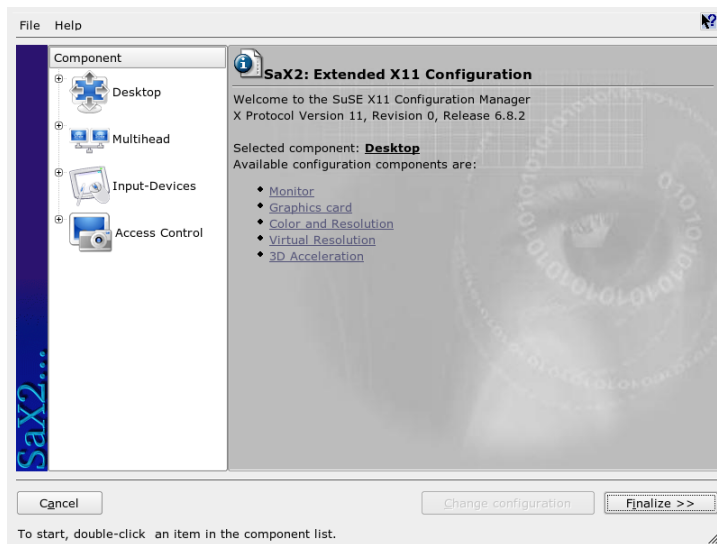 File Help
Component
Desktop
Multihead
Input-Devices
Access Control
SaX2...
SaX2: Extended X11 Configuration
Welcome to the SuSE X11 Configuration Manager
X Protocol Version 11, Revision 0, Release 6.8.2
Selected component: Desktop
Available configuration components are:
Monitor
Graphics card
Color and Resolution
Virtual Resolution
3D Acceleration
Cancel
Change configuration
Finalize >>
To start, double-click an item in the component list.